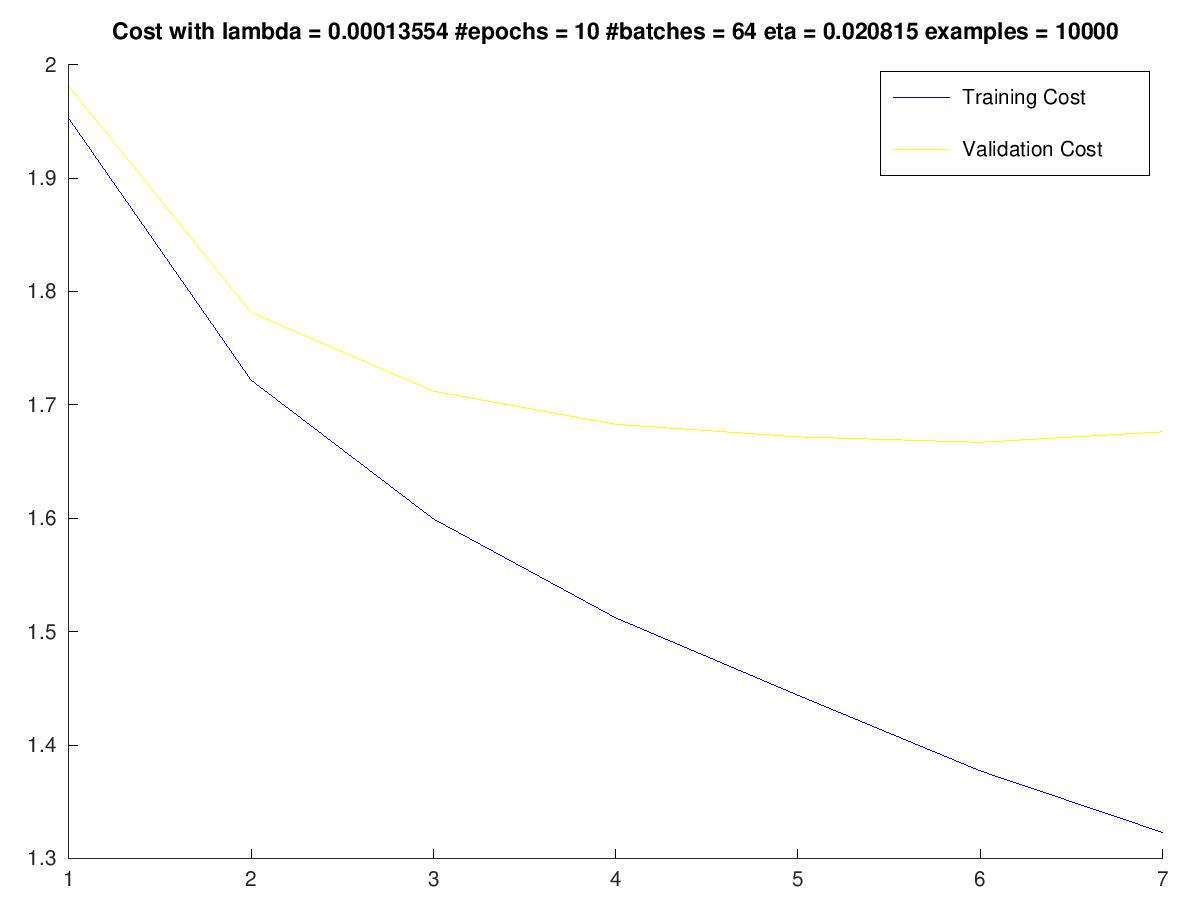 Cost with lambda = 0.00013554 #epochs = 10 #batches = 64 eta = 0.020815 examples = 10000
Training Cost
Validation Cost
2
1.9
1.8
1.7
1.6
1.5
1.4
1.3
1 2 3 4 5 6 7